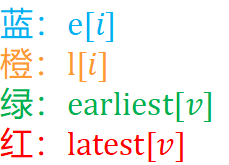 蓝：e[i]
橙：l[i]
绿：earliest[v]
红：latest[v]